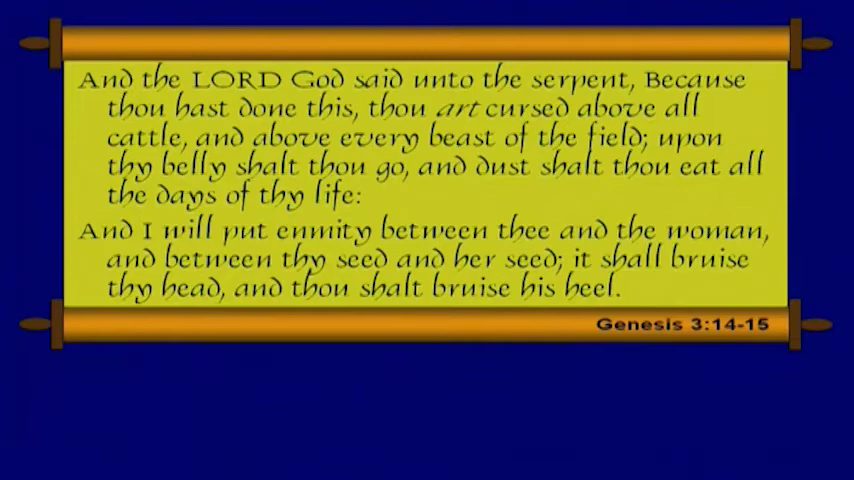 And the LORD God said unto the serpent, Because
thou hast done this, thou art cursed above all
cattle, and above every beast of the field; upon
thy belly shalt thou go, and dust shalt thou eat all
the days of thy life:
And I will put enmity between thee and the woman,
and between thy seed and her seed; it shall bruise
thy head, and thou shalt bruise his heel.
Genesis 3:14-15